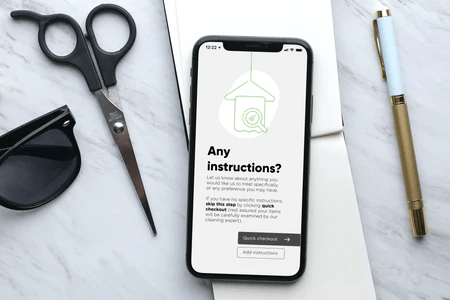 12:22
Any
instructions?
Let us know about anything you
would like us to treat specifically,
or any preference you may have.
If you have no specific instructions,
skip this step by clicking quick
checkout (rest assured your items
will be carefully examined by our
cleaning expert).
Quick checkout →
Add instructions